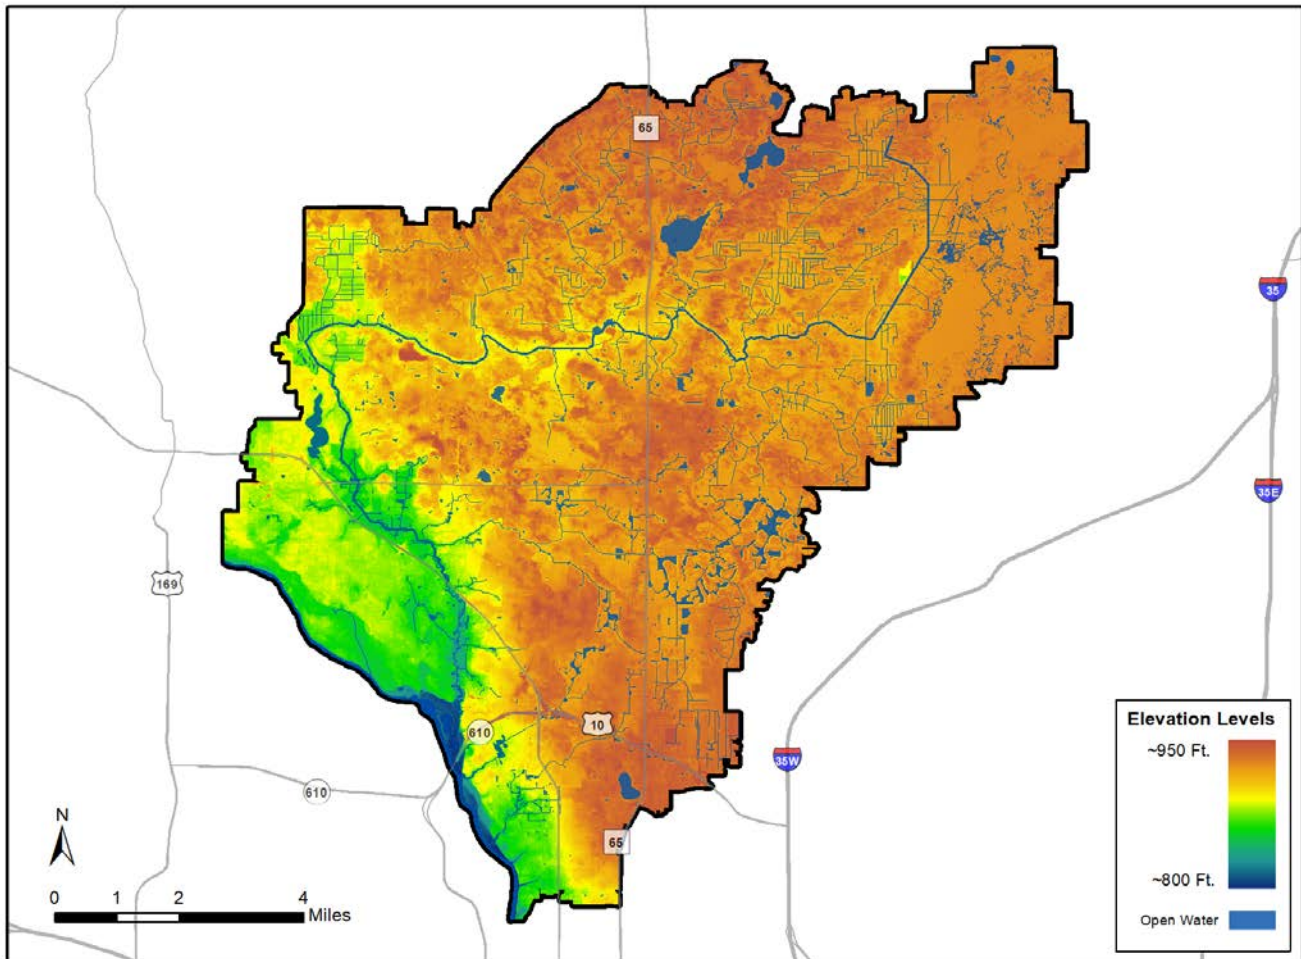 65
35
35E
169
610
10
35W
610
65
N
0 1 2 4
Miles
Elevation Levels
~950 Ft.
~800 Ft.
Open Water